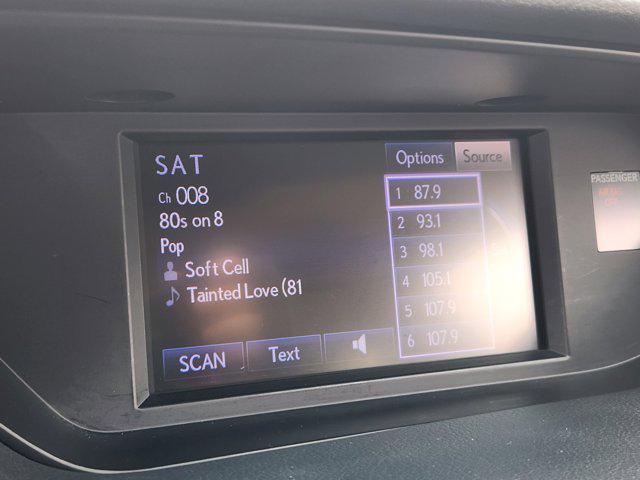 SAT
Options
Source
Ch 008
80s on 8
Pop
Soft Cell
Tainted Love (81
1 87.9
2 93.1
3 98.1
4 105.1
5 107.9
6 107.9
SCAN
Text
PASSENGER
OFF